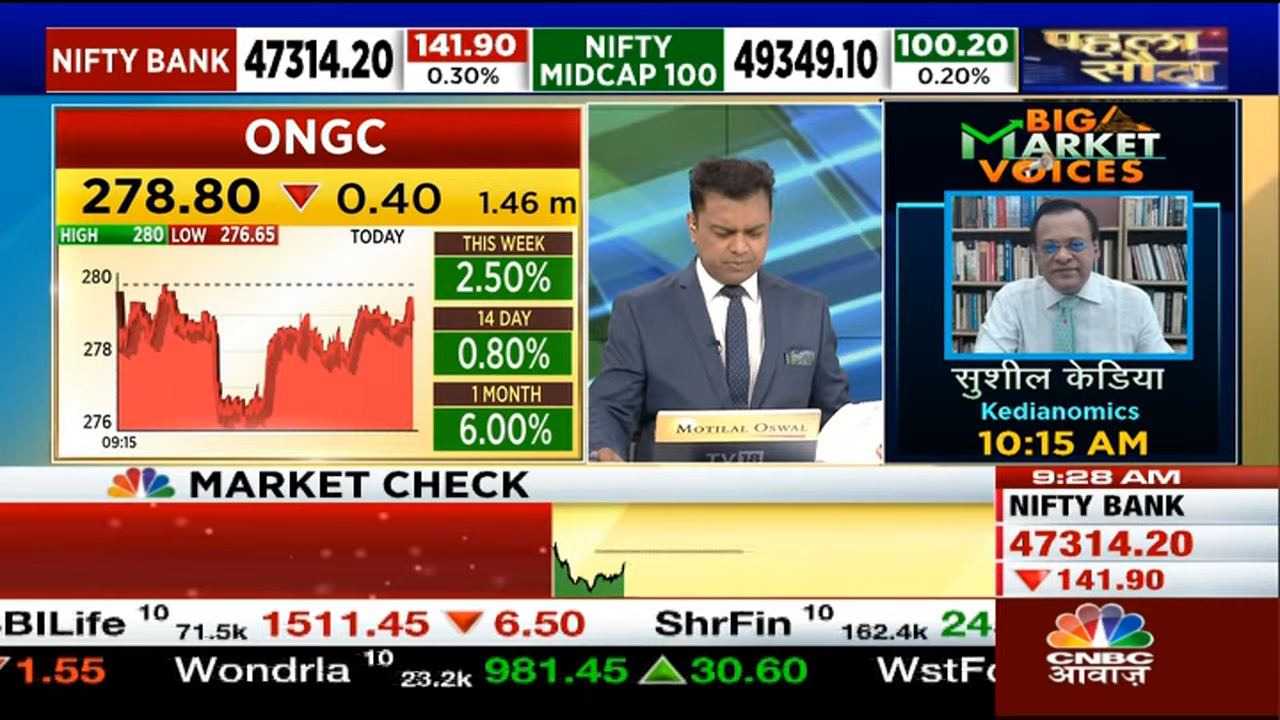 NIFTY BANK 47314.20 141.90 0.30% NIFTY MIDCAP 100 49349.10 100.20 0.20% पहला सौदा
ONGC
278.80 ▼ 0.40 1.46 m
HIGH 280 LOW 276.65 TODAY
280
278
276
09:15
THIS WEEK
2.50%
14 DAY
0.80%
1 MONTH
6.00%
MOTILAL OSWAL
TV18
BIG
MARKET
VOICES
सुशील केडिया
Kedianomics
10:15 AM
MARKET CHECK
9:28 AM
NIFTY BANK
47314.20
▼ 141.90
BILife 10 71.5k 1511.45 ▼ 6.50 ShrFin 10 162.4k 24
1.55 Wondrla 10 23.2k 981.45 ▲ 30.60 WstFo
CNBC
आवाज़